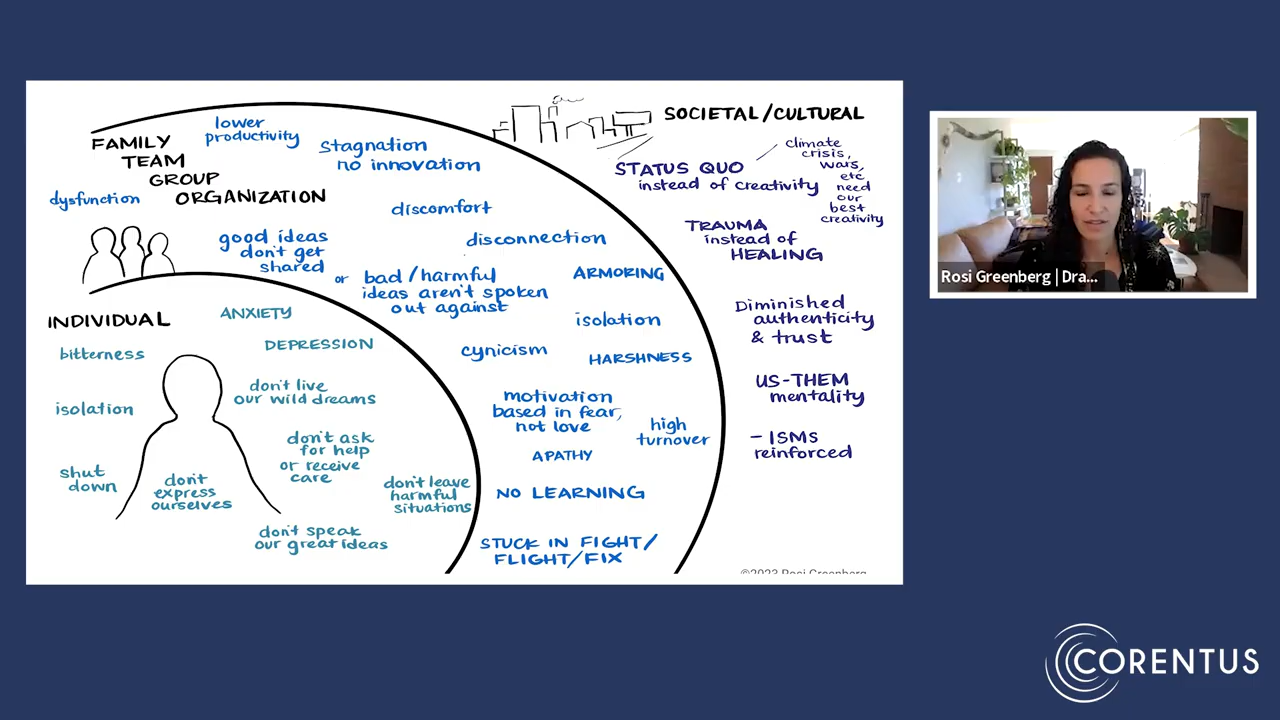 FAMILY
TEAM
GROUP
ORGANIZATION
lower
productivity
stagnation
no innovation
dysfunction
discomfort
good ideas
don't get
shared
or
bad/harmful
ideas aren't spoken
out against
disconnection
ARMORING
isolation
cynicism
HARSHNESS
motivation
based in fear,
not love
high
turnover
APATHY
NO LEARNING
STUCK IN FIGHT/
FLIGHT/FIX
INDIVIDUAL
ANXIETY
bitterness
DEPRESSION
don't live
our wild dreams
isolation
don't ask
for help
or receive
care
shut
down
don't
express
ourselves
don't leave
harmful
situations
don't speak
our great ideas
SOCIETAL/CULTURAL
STATUS QUO
instead of creativity
climate
crisis,
wars,
etc
need
our
best
creativity
TRAUMA
instead of
HEALING
Diminished
authenticity
& trust
US-THEM
mentality
-ISMS
reinforced
©2023 Rosi Greenberg
Rosi Greenberg | Dra...
CORENTUS